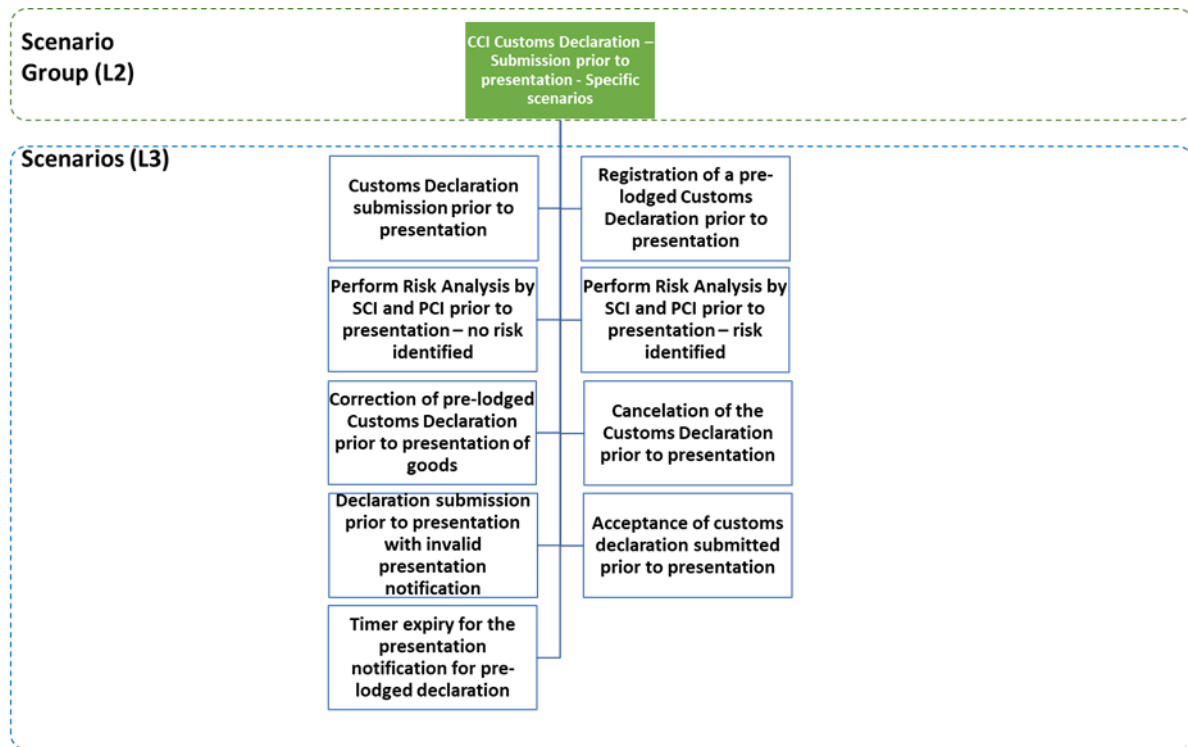 Scenario
Group (L2)
CCI Customs Declaration –
Submission prior to
presentation - Specific
scenarios
Scenarios (L3)
Customs Declaration
submission prior to
presentation
Registration of a pre-
lodged Customs
Declaration prior to
presentation
Perform Risk Analysis by
SCI and PCI prior to
presentation – no risk
identified
Perform Risk Analysis by
SCI and PCI prior to
presentation – risk
identified
Correction of pre-lodged
Customs Declaration
prior to presentation of
goods
Cancelation of the
Customs Declaration
prior to presentation
Declaration submission
prior to presentation
with invalid
presentation
notification
Acceptance of customs
declaration submitted
prior to presentation
Timer expiry for the
presentation
notification for pre-
lodged declaration